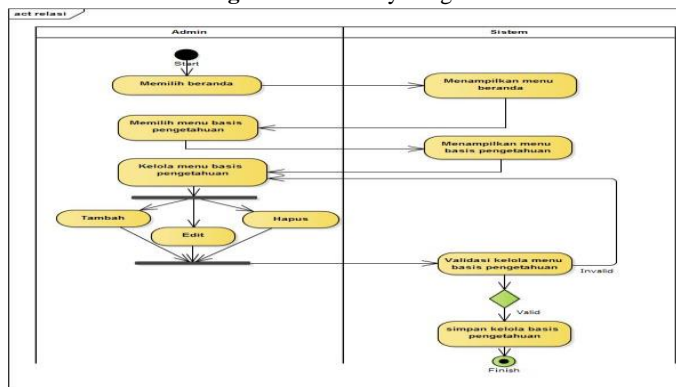 act relasi
Admin
Sistem
Start
Memilih beranda
Menampilkan menu
beranda
Memilih menu basis
pengetahuan
Menampilkan menu
basis pengetahuan
Kelola menu basis
pengetahuan
Tambah
Hapus
Edit
Validasi kelola menu
basis pengetahuan
Invalid
Valid
simpan kelola basis
pengetahuan
Finish